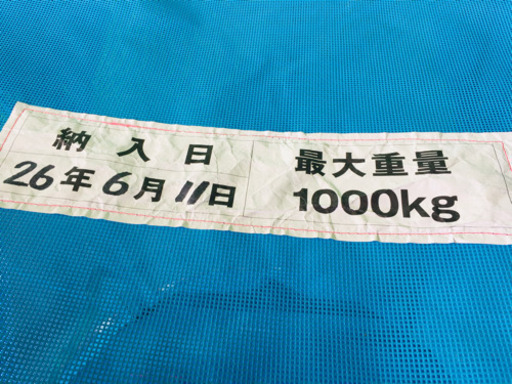 納入日
26年6月11日
最大重量
1000kg